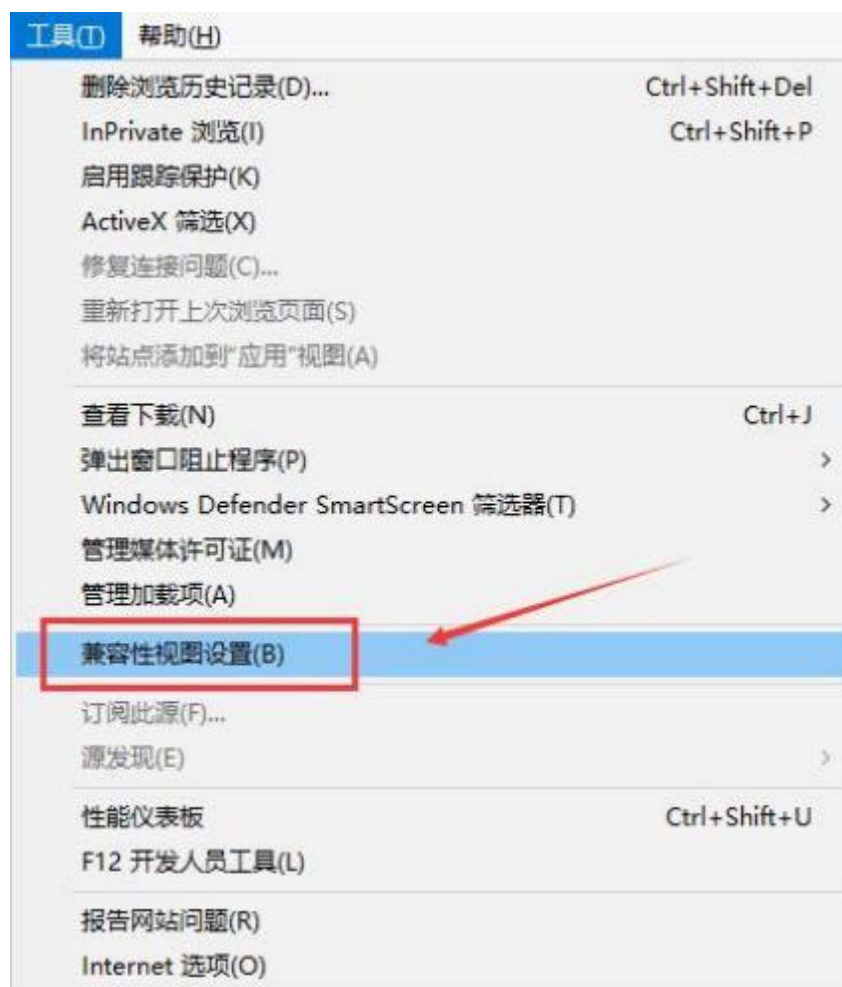 工具(T) 帮助(H)
删除浏览历史记录(D)... Ctrl+Shift+Del
InPrivate 浏览(I) Ctrl+Shift+P
启用跟踪保护(K)
ActiveX 筛选(X)
修复连接问题(C)...
重新打开上次浏览页面(S)
将站点添加到“应用”视图(A)
查看下载(N) Ctrl+J
弹出窗口阻止程序(P)
Windows Defender SmartScreen 筛选器(T)
管理媒体许可证(M)
管理加载项(A)
兼容性视图设置(B)
订阅此源(F)...
源发现(E)
性能仪表板 Ctrl+Shift+U
F12 开发人员工具(L)
报告网站问题(R)
Internet 选项(O)